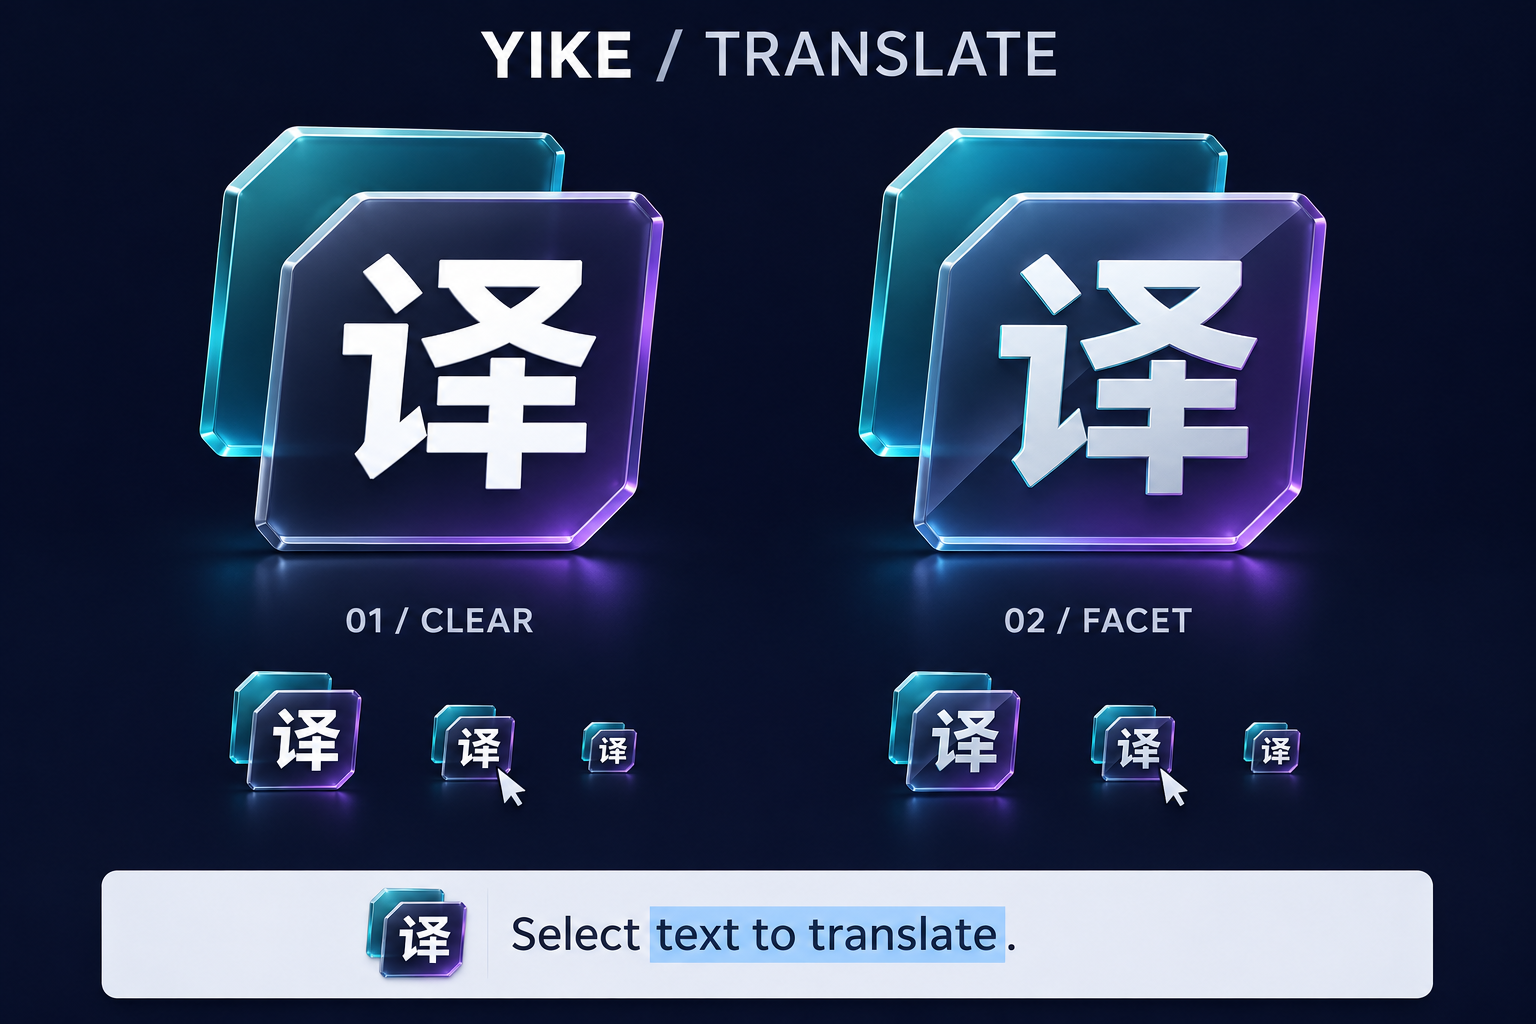 YIKE / TRANSLATE
译 译
01 / CLEAR 02 / FACET
译 译 译 译 译 译
译 Select text to translate.